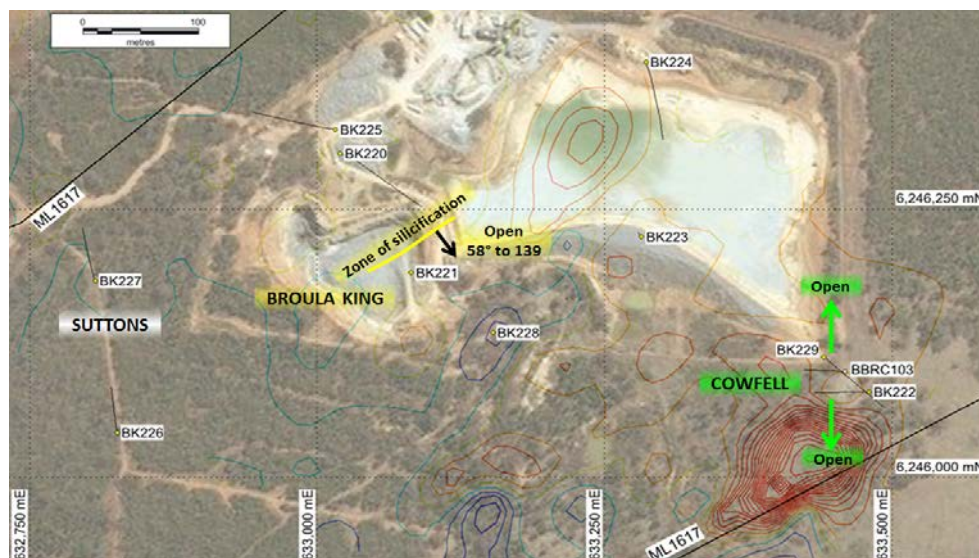 0
100
metres
BK224
BK225
BK220
ML1617
6,246,250 mN
Zone of silicification
Open
58° to 139
BK223
BK221
BK227
BROULA KING
Open
SUTTONS
BK228
BK229
BBRC103
COWFELL
BK222
BK226
Open
6,246,000 mN
632,750 mE
633,000 mE
633,250 mE
633,500 mE
ML1617